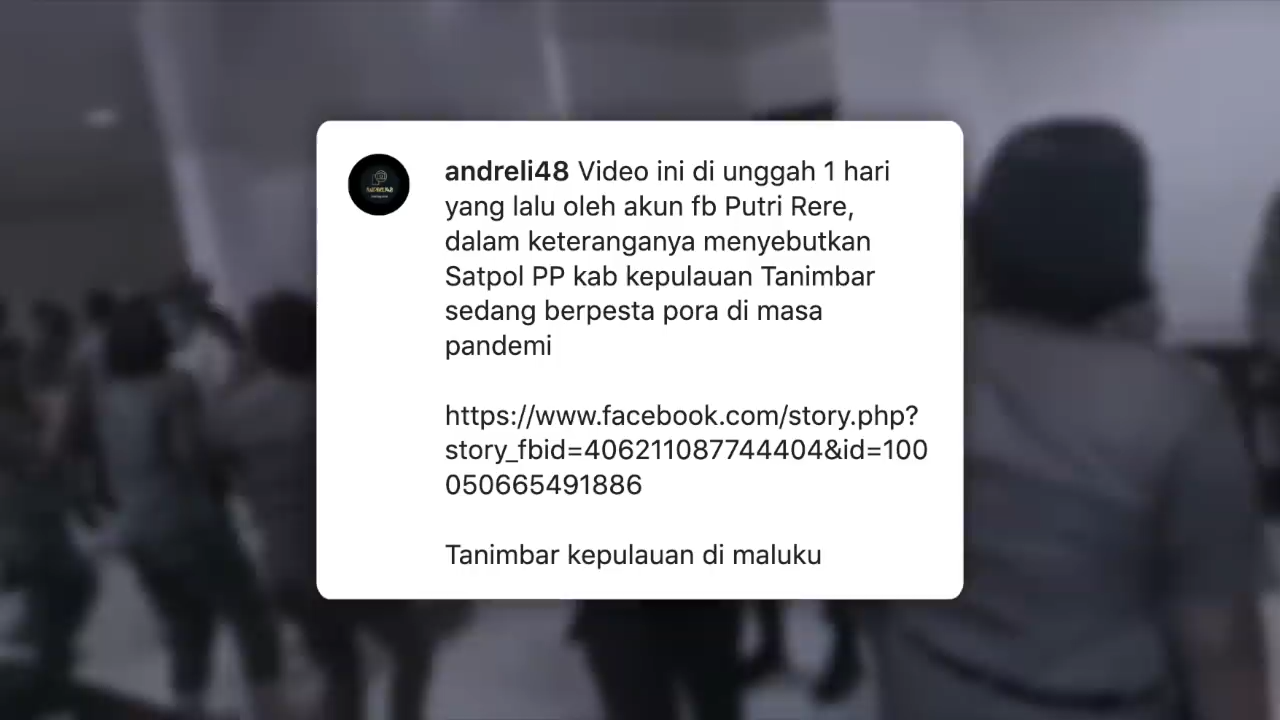 andreli48 Video ini di unggah 1 hari
yang lalu oleh akun fb Putri Rere,
dalam keteranganya menyebutkan
Satpol PP kab kepulauan Tanimbar
sedang berpesta pora di masa
pandemi
https://www.facebook.com/story.php?
story_fbid=406211087744404&id=100
050665491886
Tanimbar kepulauan di maluku